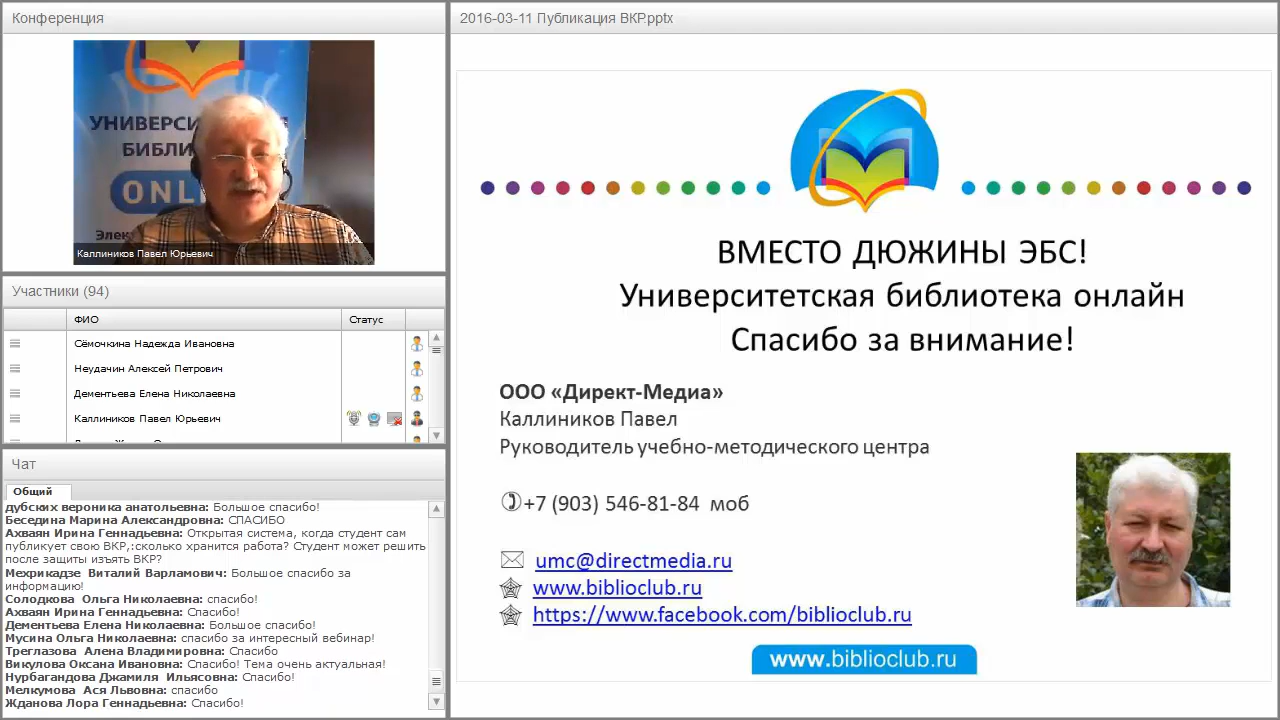 Конференция
УНИВЕРСИ
БИБЛИ
ONL
Каллиников Павел Юрьевич
Участники (94)
ФИО
Статус
Сёмочкина Надежда Ивановна
Неудачин Алексей Петрович
Дементьева Елена Николаевна
Каллиников Павел Юрьевич
Чат
Общий
дубских вероника анатольевна: Большое спасибо!
Беседина Марина Александровна: СПАСИБО
Ахваян Ирина Геннадьевна: Открытая система, когда студент сам
публикует свою ВКР,:сколько хранится работа? Студент может решить
после защиты изъять ВКР?
Мехрикадзе Виталий Варламович: Большое спасибо за
информацию!
Солодкова Ольга Николаевна: спасибо!
Ахваян Ирина Геннадьевна: Спасибо!
Дементьева Елена Николаевна: Большое спасибо!
Мусина Ольга Николаевна: спасибо за интересный вебинар!
Треглазова Алена Владимировна: Спасибо
Викулова Оксана Ивановна: Спасибо! Тема очень актуальная!
Нурбагандова Джамиля Ильясовна: Спасибо!
Мелкумова Ася Львовна: спасибо
Жданова Лора Геннадьевна: Спасибо!
2016-03-11 Публикация ВКР.pptx
ВМЕСТО ДЮЖИНЫ ЭБС!
Университетская библиотека онлайн
Спасибо за внимание!
ООО «Директ-Медиа»
Каллиников Павел
Руководитель учебно-методического центра
+7 (903) 546-81-84 моб
umc@directmedia.ru
www.biblioclub.ru
https://www.facebook.com/biblioclub.ru
www.biblioclub.ru